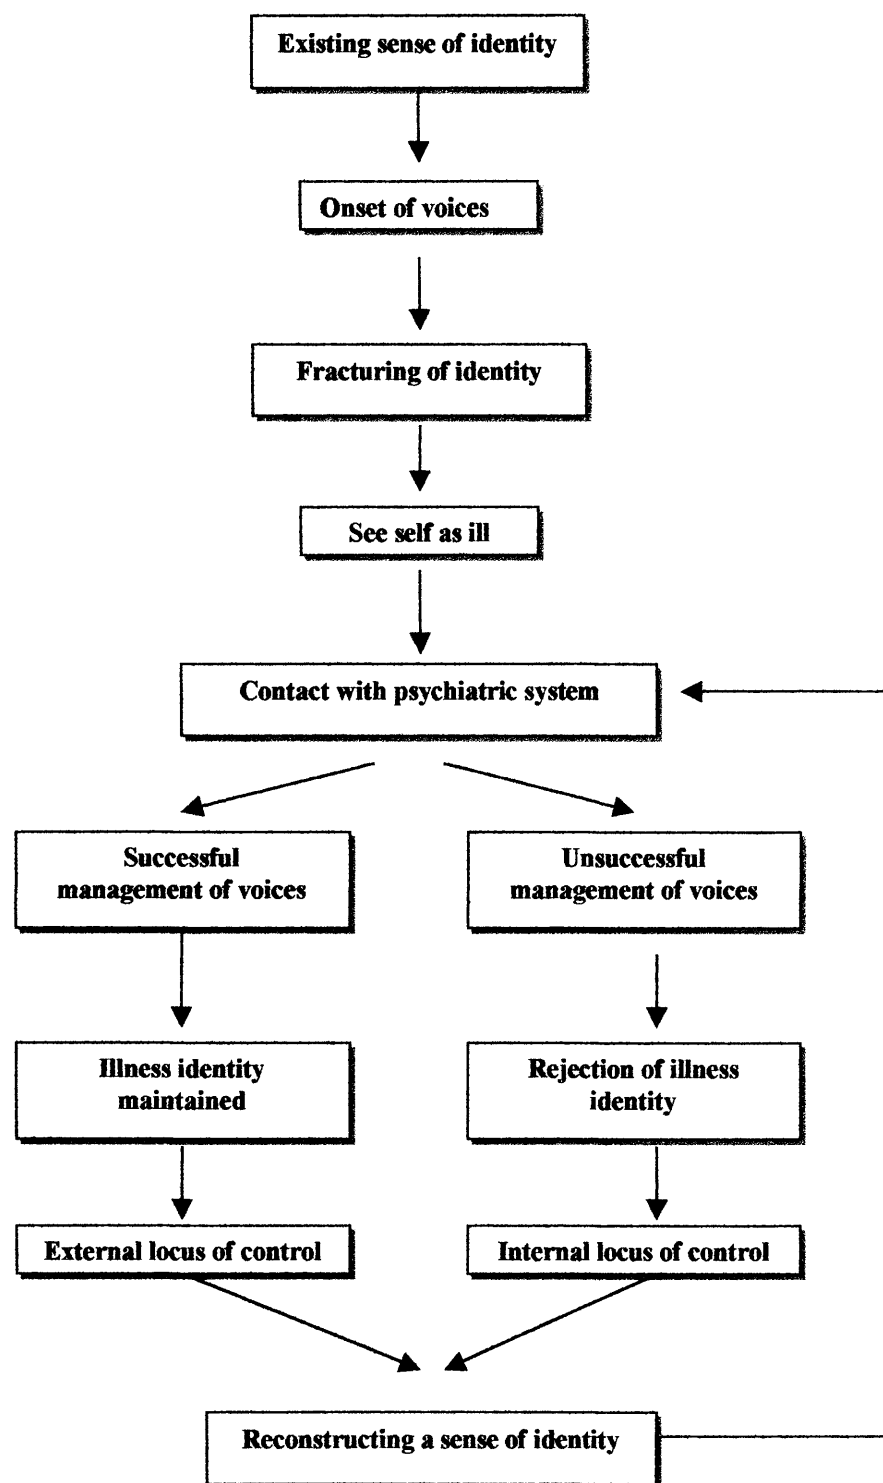 Existing sense of identity
Onset of voices
Fracturing of identity
See self as ill
Contact with psychiatric system
Successful
management of voices
Unsuccessful
management of voices
Illness identity
maintained
Rejection of illness
identity
External locus of control
Internal locus of control
Reconstructing a sense of identity